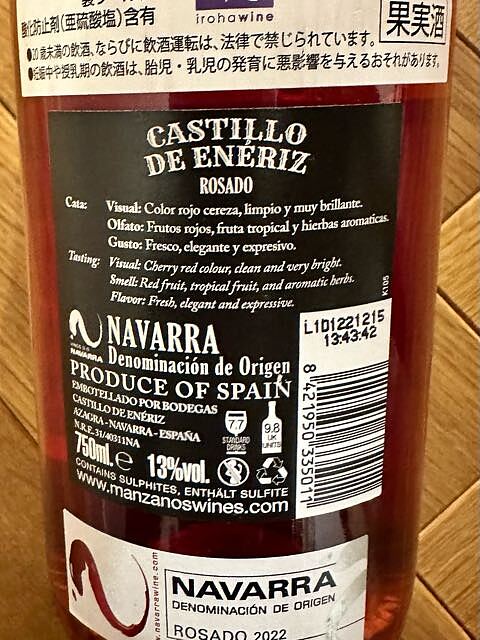 酸化防止剤(亜硫酸塩)含有
irohawine
果実酒
●20歳未満の飲酒、ならびに飲酒運転は、法律で禁じられています。
●妊娠中や授乳期の飲酒は、胎児・乳児の発育に悪影響を与えるおそれがあります。
CASTILLO
DE ENÉRIZ
ROSADO
Cata: Visual: Color rojo cereza, limpio y muy brillante.
Olfato: Frutos rojos, fruta tropical y hierbas aromaticas.
Gusto: Fresco, elegante y expresivo.
Tasting: Visual: Cherry red colour, clean and very bright.
Smell: Red fruit, tropical fruit, and aromatic herbs.
Flavor: Fresh, elegant and expressive.
K105
NAVARRA
NAVARRA
Denominación de Origen
PRODUCE OF SPAIN
EMBOTELLADO POR BODEGAS
CASTILLO DE ENÉRIZ
AZAGRA - NAVARRA - ESPAÑA
N.R.E. 31/40311NA
750ml. e 13%vol.
7.7
STANDARD
DRINKS
9.8
UK
UNITS
CONTAINS SULPHITES, ENTHÄLT SULFITE
www.manzanoswines.com
L1D1221215
13:43:42
8 421950 335011
www.navarrawine.com
NAVARRA
DENOMINACIÓN DE ORIGEN
ROSADO 2022